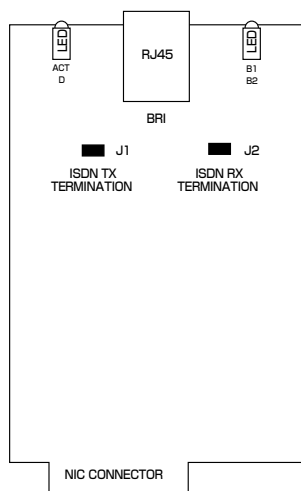 LED
RJ45
LED
ACT
D
B1
B2
BRI
J1
J2
ISDN TX
TERMINATION
ISDN RX
TERMINATION
NIC CONNECTOR